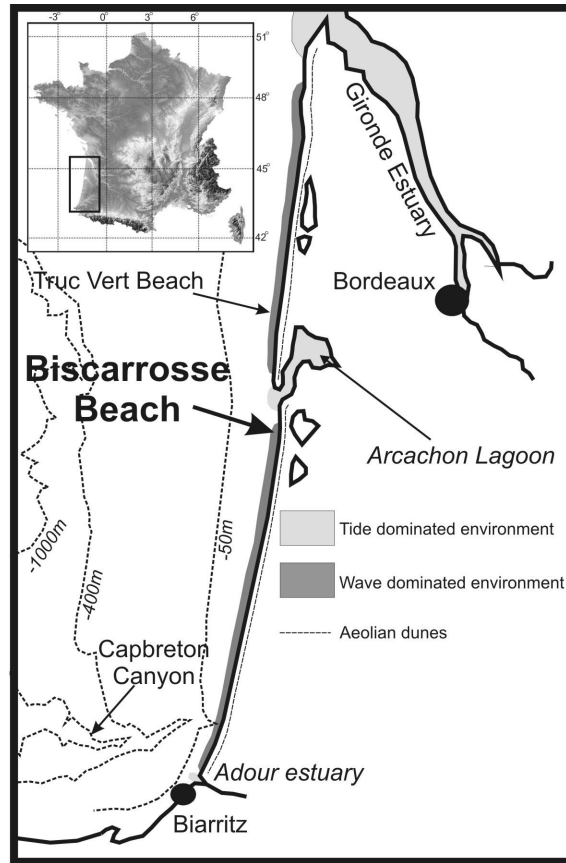 -3°
0°
3°
6°
51°
48°
45°
42°
Gironde Estuary
Truc Vert Beach
Bordeaux
Biscarrosse
Beach
Arcachon Lagoon
-1000m
-400m
-50m
Tide dominated environment
Wave dominated environment
Aeolian dunes
Capbreton
Canyon
Adour estuary
Biarritz